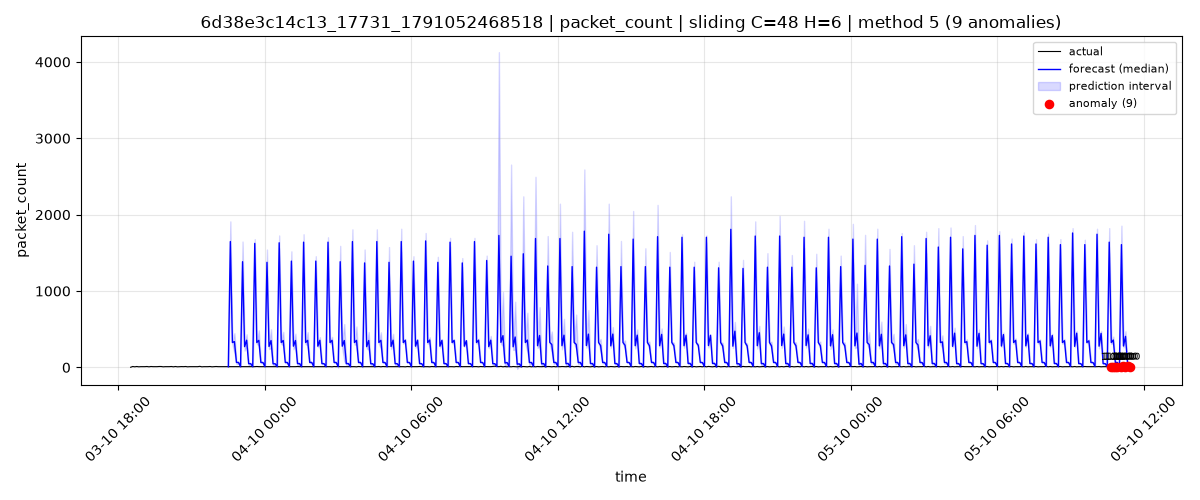 6d38e3c14c13_17731_1791052468518 | packet_count | sliding C=48 H=6 | method 5 (9 anomalies)
actual
forecast (median)
prediction interval
anomaly (9)
packet_count
4000
3000
2000
1000
0
03-10 18:00
04-10 00:00
04-10 06:00
04-10 12:00
04-10 18:00
05-10 00:00
05-10 06:00
05-10 12:00
time